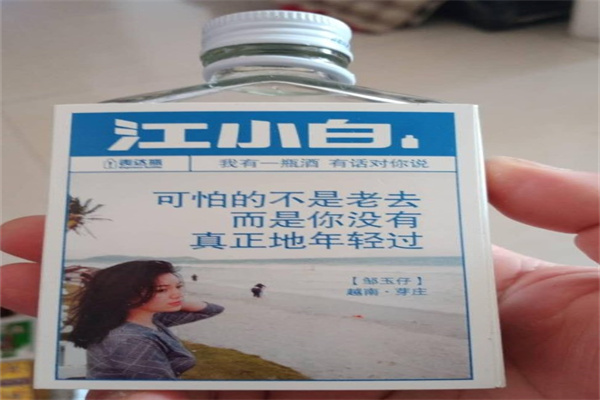 江小白
表达瓶
我有一瓶酒 有话对你说
可怕的不是老去
而是你没有
真正地年轻过
【邹玉仔】
越南·芽庄